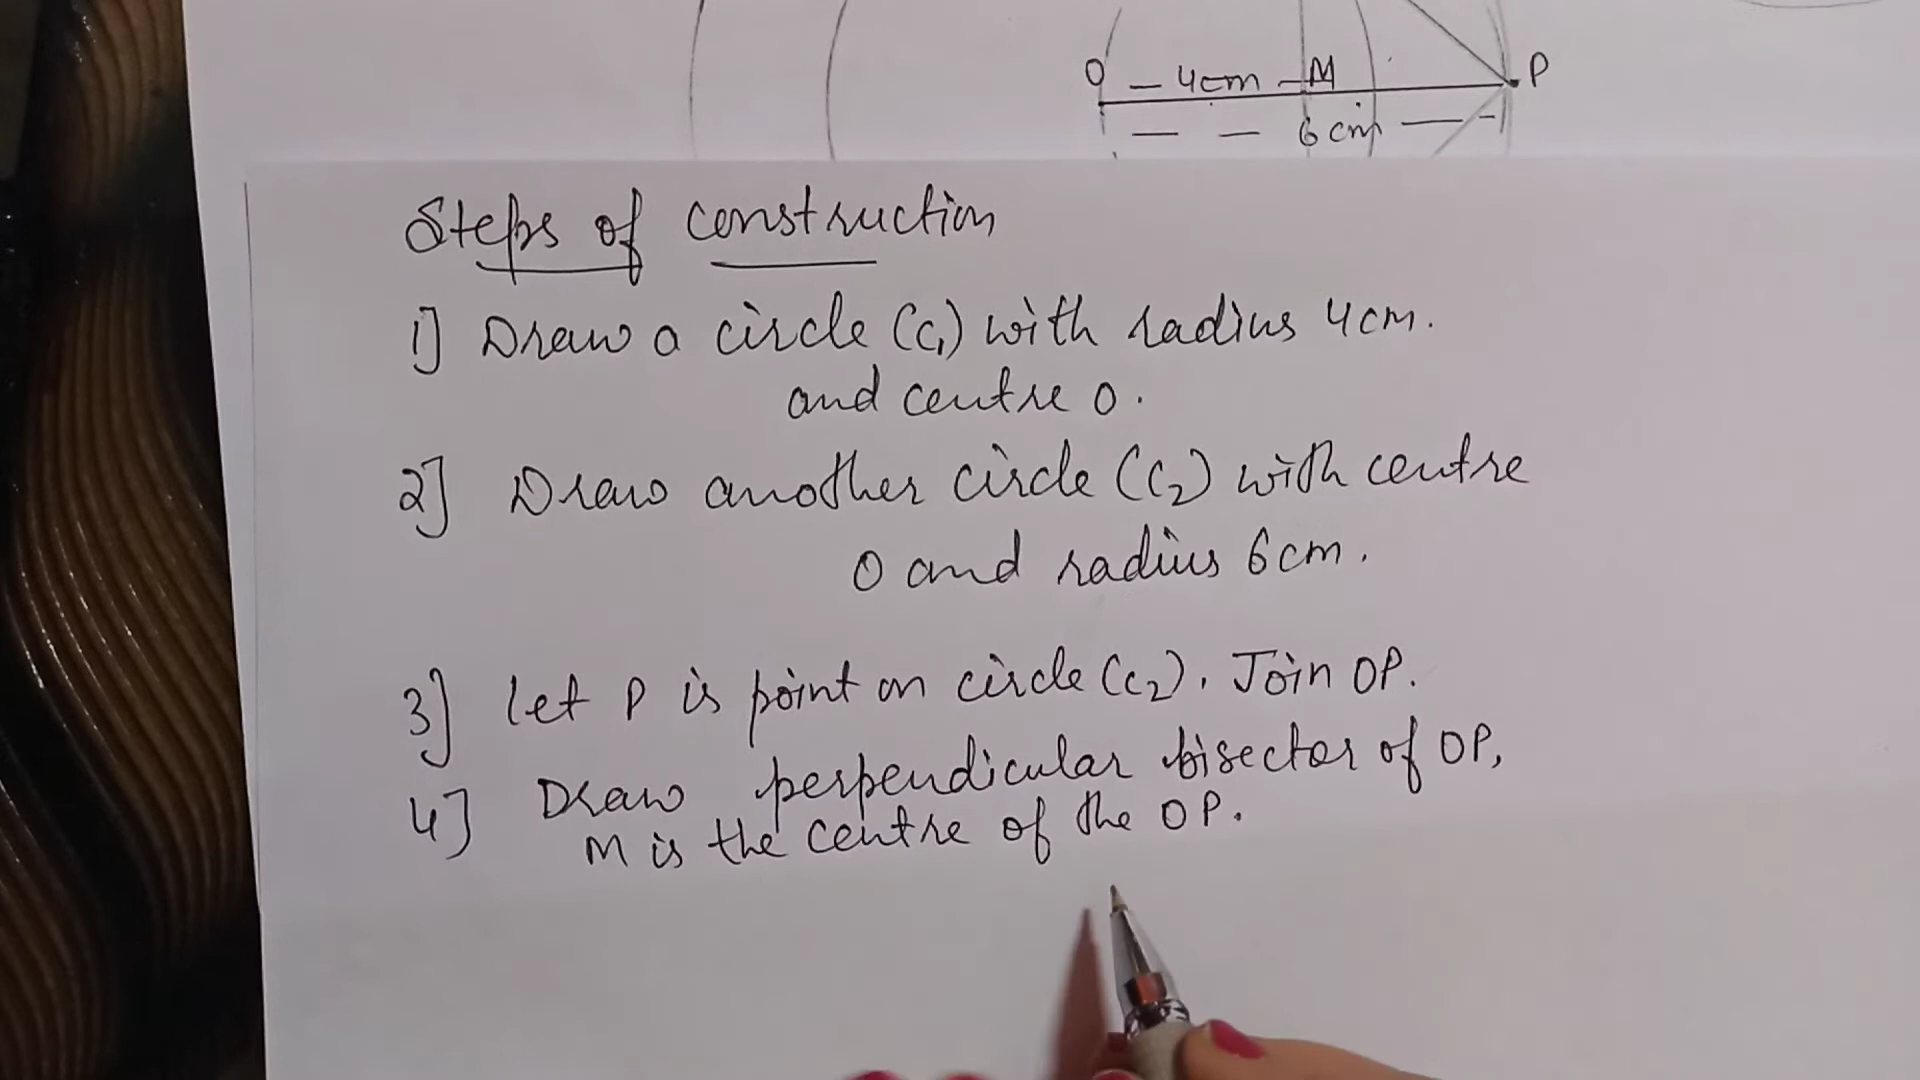 O – 4cm – M P
– – 6 cm – -
Steps of construction
1] Draw a circle (C1) with radius 4cm.
and centre O.
2] Draw another circle (C2) with centre
O and radius 6cm.
3] Let P is point on circle (C2). Join OP.
4] Draw perpendicular bisector of OP,
M is the centre of the OP.